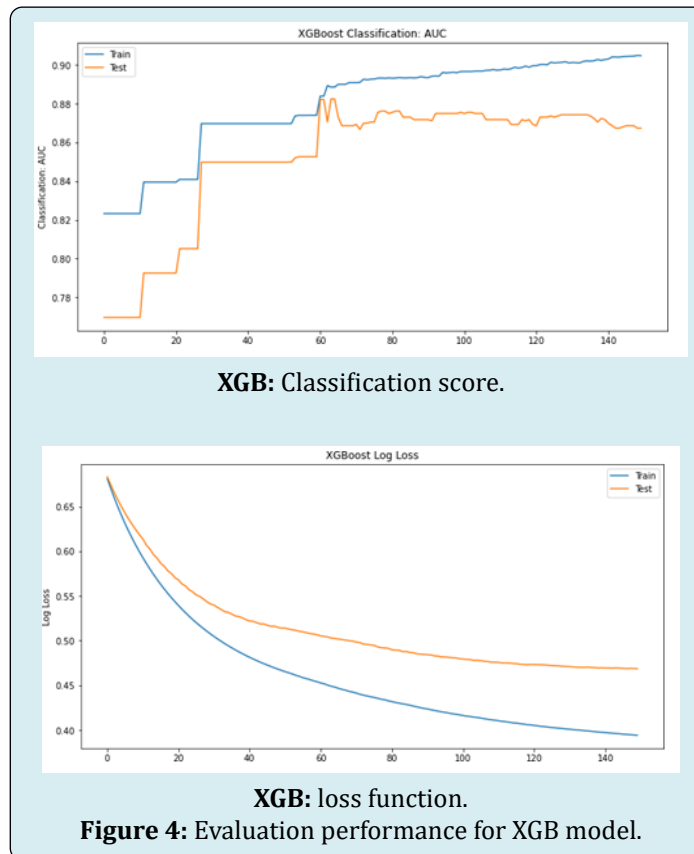 XGBoost Classification: AUC
Train
Test
Classification: AUC
0.90
0.88
0.86
0.84
0.82
0.80
0.78
0 20 40 60 80 100 120 140
XGB: Classification score.
XGBoost Log Loss
Train
Test
Log Loss
0.65
0.60
0.55
0.50
0.45
0.40
0 20 40 60 80 100 120 140
XGB: loss function.
Figure 4: Evaluation performance for XGB model.